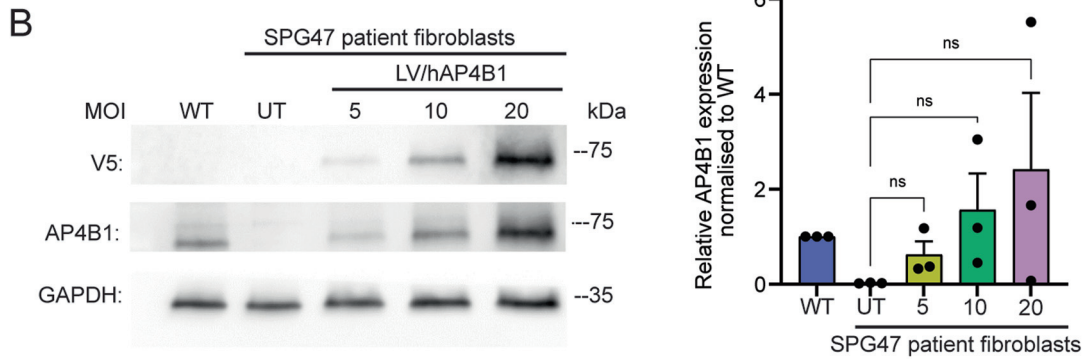 B
SPG47 patient fibroblasts
LV/hAP4B1
MOI WT UT 5 10 20 kDa
V5: --75
AP4B1: ---75
GAPDH: --35
Relative AP4B1 expression
normalised to WT
6
4
2
0
ns
ns
ns
WT UT 5 10 20
SPG47 patient fibroblasts